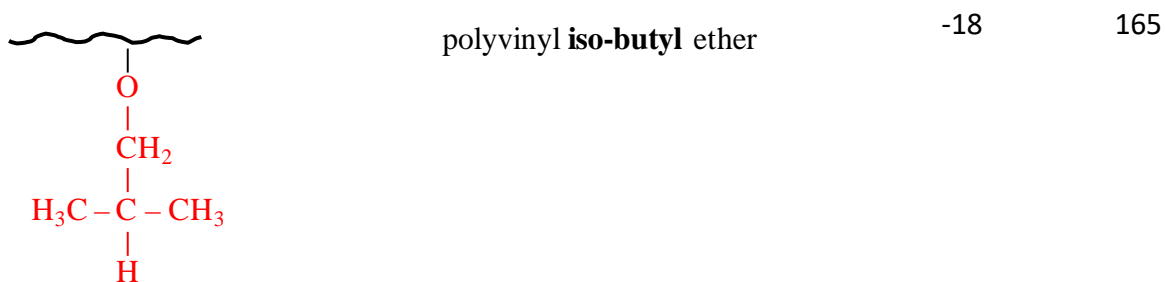 polyvinyl iso-butyl ether -18 165
O
CH₂
H₃C – C – CH₃
H